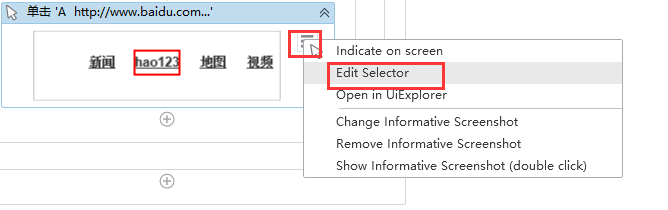 单击 'A http://www.baidu.com...'
新闻 hao123 地图 视频
Indicate on screen
Edit Selector
Open in UiExplorer
Change Informative Screenshot
Remove Informative Screenshot
Show Informative Screenshot (double click)